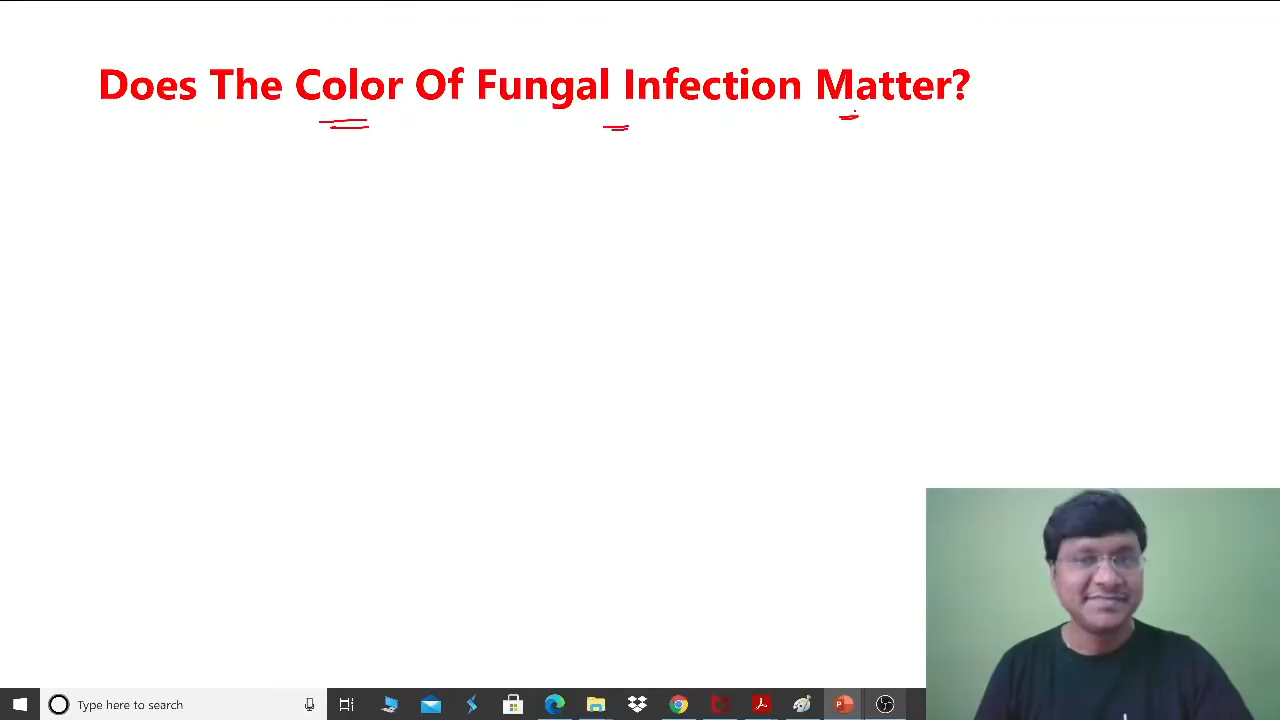 Does The Color Of Fungal Infection Matter?
Type here to search